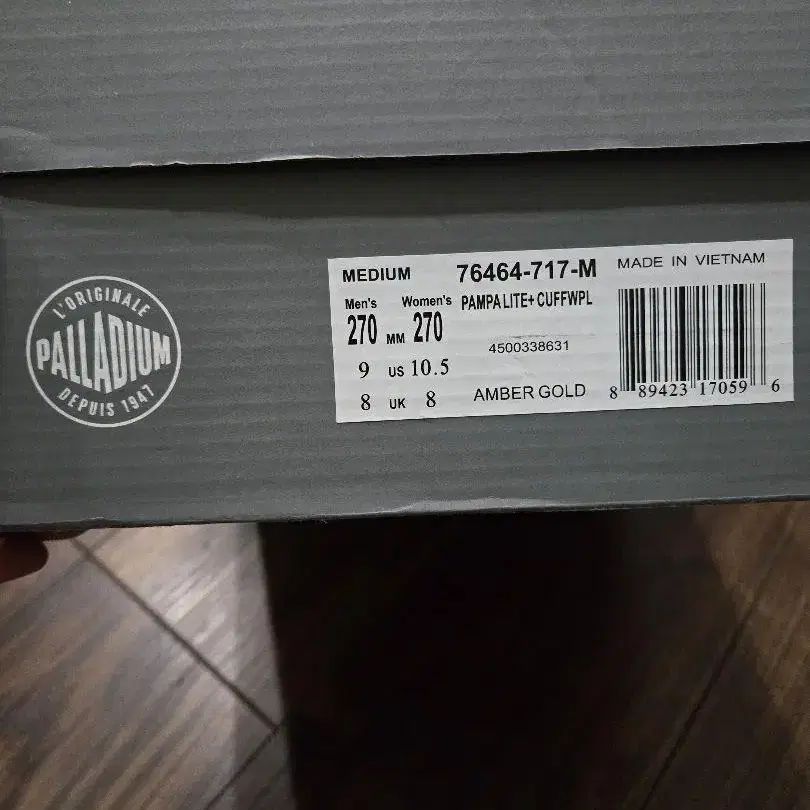 L'ORIGINALE
PALLADIUM
DEPUIS 1947
MEDIUM 76464-717-M MADE IN VIETNAM
Men's Women's PAMPA LITE+ CUFFWPL
270 MM 270
4500338631
9 US 10.5
8 UK 8 AMBER GOLD
8 89423 17059 6